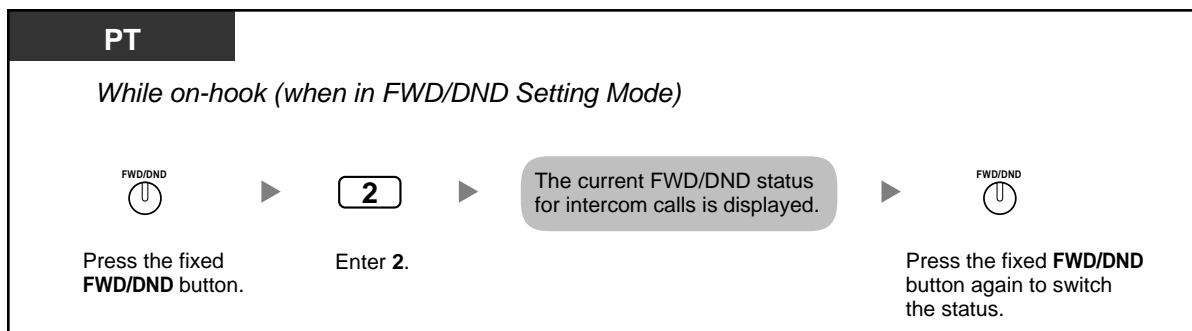 PT
While on-hook (when in FWD/DND Setting Mode)
FWD/DND
2
The current FWD/DND status
for intercom calls is displayed.
FWD/DND
Press the fixed
FWD/DND button.
Enter 2.
Press the fixed FWD/DND
button again to switch
the status.